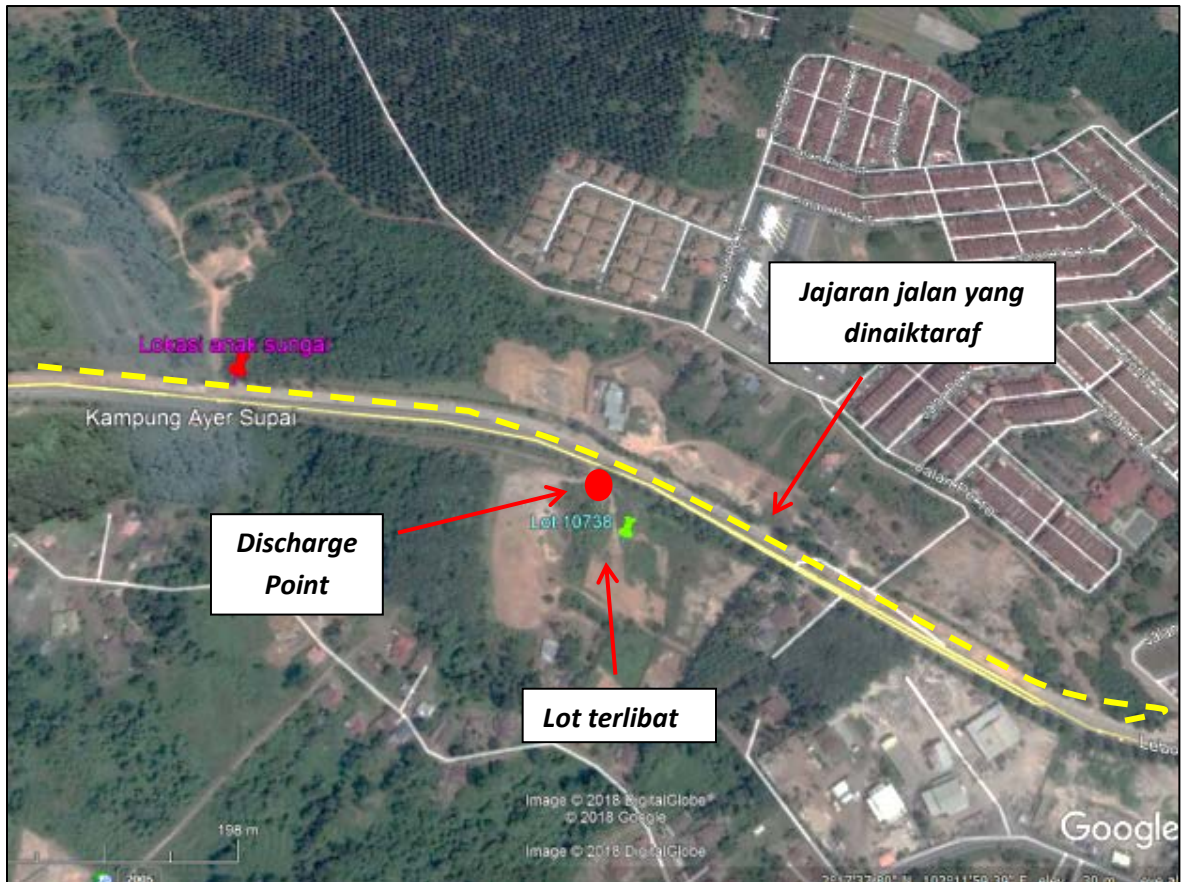 Jajaran jalan yang
dinaiktaraf
Lokasi anak sungai
Kampung Ayer Supai
Discharge
Point
Lot 10738
Lot terlibat
Image © 2018 DigitalGlobe
© 2018 Google
Image © 2018 DigitalGlobe
198 m
2005
Google